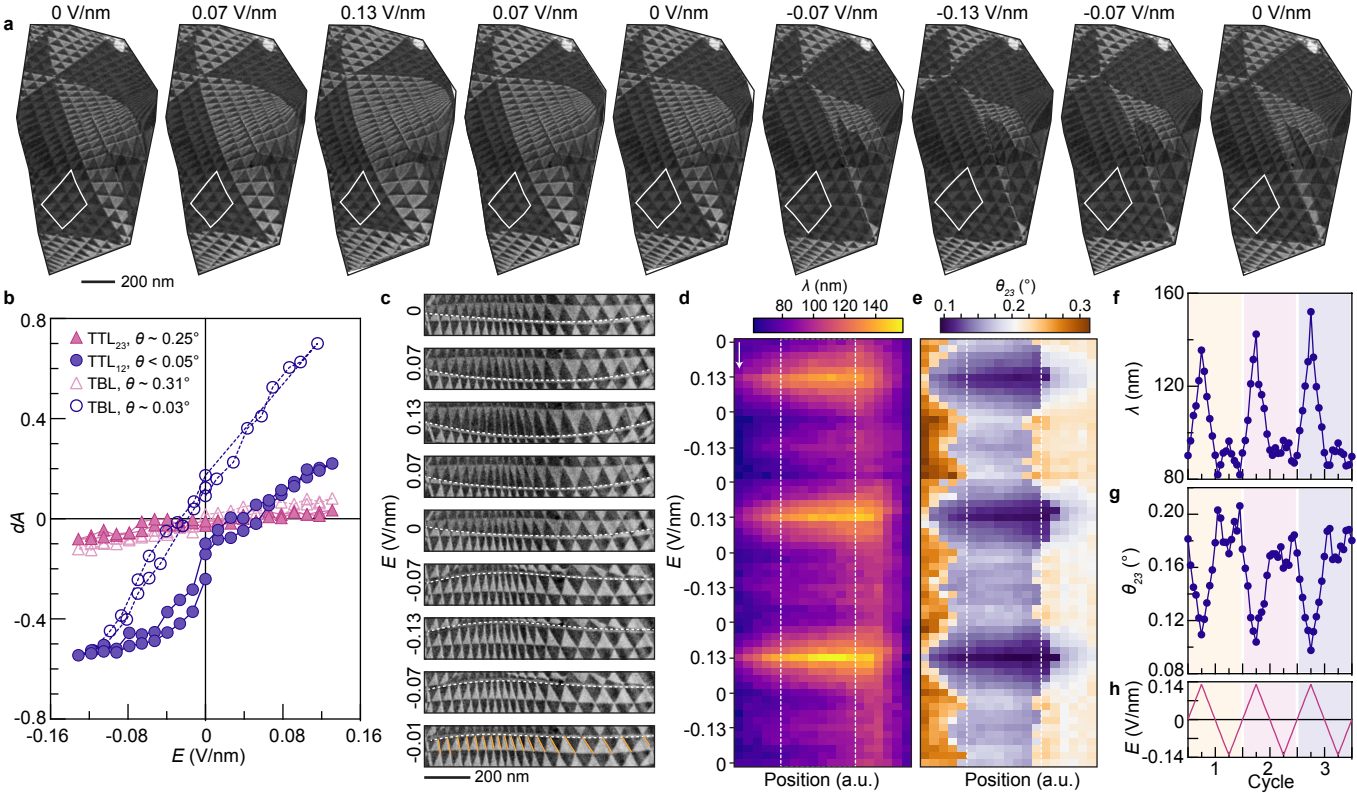 0 V/nm 0.07 V/nm 0.13 V/nm 0.07 V/nm 0 V/nm -0.07 V/nm -0.13 V/nm -0.07 V/nm 0 V/nm
a
200 nm
b
0.8
0.4
0
-0.4
-0.8
dA
TTL23, θ ~ 0.25°
TTL12, θ < 0.05°
TBL, θ ~ 0.31°
TBL, θ ~ 0.03°
-0.16 -0.08 0 0.08 0.16
E (V/nm)
c
E (V/nm)
0
0.07
0.13
0.07
0
-0.07
-0.13
-0.07
-0.01
200 nm
d
λ (nm)
80 100 120 140
E (V/nm)
0
0.13
0
-0.13
0
0.13
0
-0.13
0
0.13
0
-0.13
0
Position (a.u.)
e
θ23 (°)
0.1 0.2 0.3
Position (a.u.)
f
160
120
80
λ (nm)
g
0.20
0.16
0.12
0.08
θ23 (°)
h
0.14
0
-0.14
E (V/nm)
1 2 3
Cycle